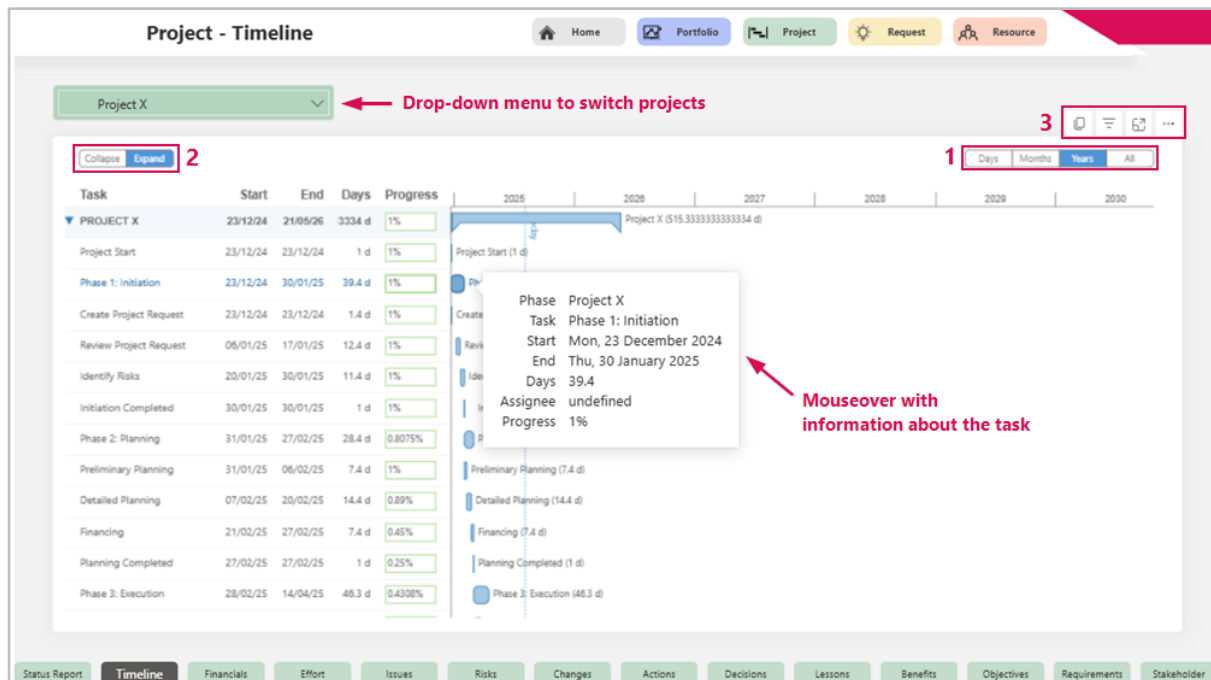 Project - Timeline
Home
Portfolio
Project
Request
Resource
Project X
Drop-down menu to switch projects
3
Collapse Expand 2
1 Days Months Years All
Task Start End Days Progress 2025 2026 2027 2028 2029 2030
PROJECT X 23/12/24 21/05/26 3334 d 1% Project X (515.3333333333334 d)
Project Start 23/12/24 23/12/24 1 d 1% Project Start (1 d)
Phase 1: Initiation 23/12/24 30/01/25 39.4 d 1%
Create Project Request 23/12/24 23/12/24 1.4 d 1% Create
Review Project Request 06/01/25 17/01/25 12.4 d 1%
Identify Risks 20/01/25 30/01/25 11.4 d 1%
Initiation Completed 30/01/25 30/01/25 1 d 1%
Phase 2: Planning 31/01/25 27/02/25 28.4 d 0.8075%
Preliminary Planning 31/01/25 06/02/25 7.4 d 1% Preliminary Planning (7.4 d)
Detailed Planning 07/02/25 20/02/25 14.4 d 0.89% Detailed Planning (14.4 d)
Financing 21/02/25 27/02/25 7.4 d 0.45% Financing (7.4 d)
Planning Completed 27/02/25 27/02/25 1 d 0.25% Planning Completed (1 d)
Phase 3: Execution 28/02/25 14/04/25 46.3 d 0.4308% Phase 3: Execution (46.3 d)
Phase Project X
Task Phase 1: Initiation
Start Mon, 23 December 2024
End Thu, 30 January 2025
Days 39.4
Assignee undefined
Progress 1%
Mouseover with
information about the task
Status Report
Timeline
Financials
Effort
Issues
Risks
Changes
Actions
Decisions
Lessons
Benefits
Objectives
Requirements
Stakeholder